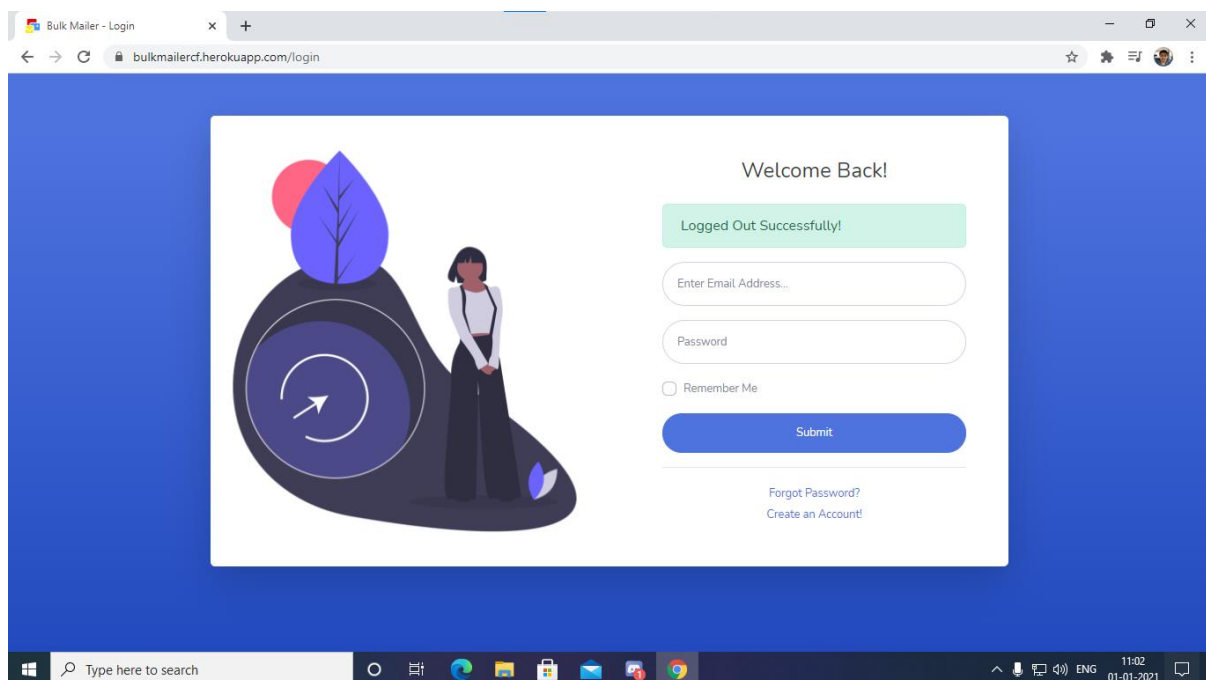 Bulk Mailer - Login
bulkmailercf.herokuapp.com/login
Welcome Back!
Logged Out Successfully!
Enter Email Address...
Password
Remember Me
Submit
Forgot Password?
Create an Account!
Type here to search
ENG
11:02
01-01-2021